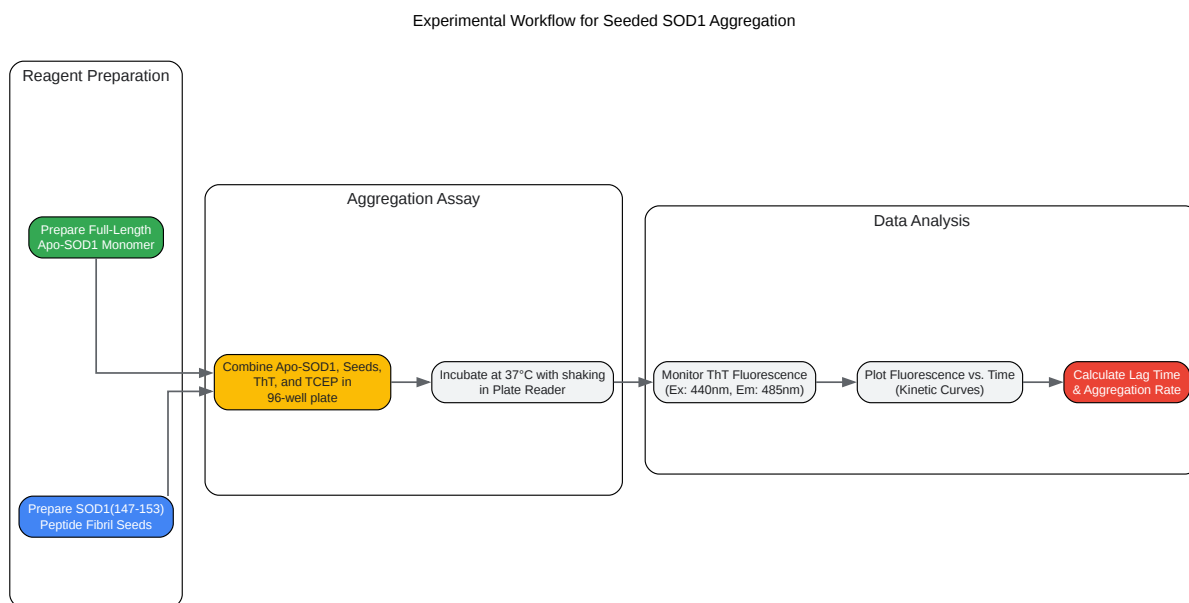 Experimental Workflow for Seeded SOD1 Aggregation
Reagent Preparation
Prepare Full-Length
Apo-SOD1 Monomer
Prepare SOD1(147-153)
Peptide Fibril Seeds
Aggregation Assay
Combine Apo-SOD1, Seeds,
ThT, and TCEP in
96-well plate
Incubate at 37°C with shaking
in Plate Reader
Data Analysis
Monitor ThT Fluorescence
(Ex: 440nm, Em: 485nm)
Plot Fluorescence vs. Time
(Kinetic Curves)
Calculate Lag Time
& Aggregation Rate